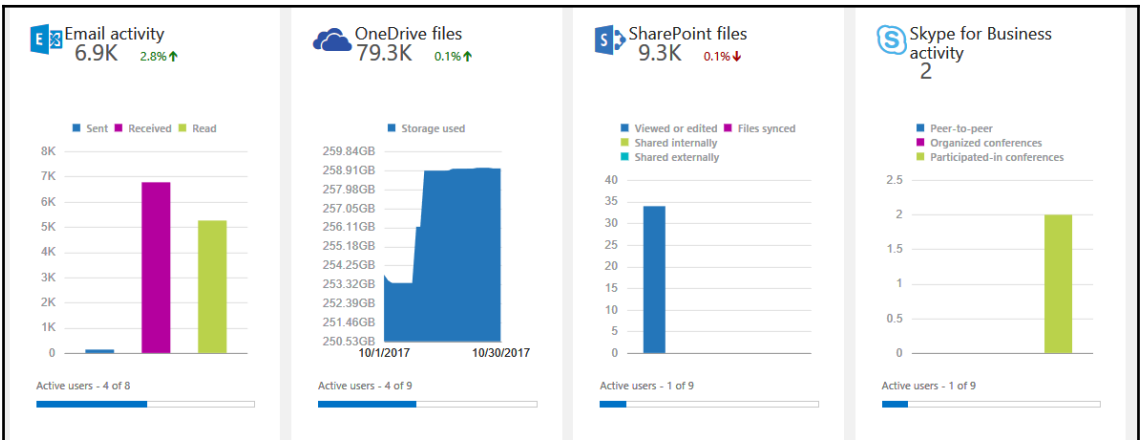 Email activity
6.9K 2.8%
Sent Received Read
8K
7K
6K
5K
4K
3K
2K
1K
0
Active users - 4 of 8
OneDrive files
79.3K 0.1%
Storage used
259.84GB
258.91GB
257.98GB
257.05GB
256.11GB
255.18GB
254.25GB
253.32GB
252.39GB
251.46GB
250.53GB
10/1/2017 10/30/2017
Active users - 4 of 9
SharePoint files
9.3K 0.1%
Viewed or edited Files synced
Shared internally
Shared externally
40
35
30
25
20
15
10
5
0
Active users - 1 of 9
Skype for Business
activity
2
Peer-to-peer
Organized conferences
Participated-in conferences
2.5
2
1.5
1
0.5
0
Active users - 1 of 9